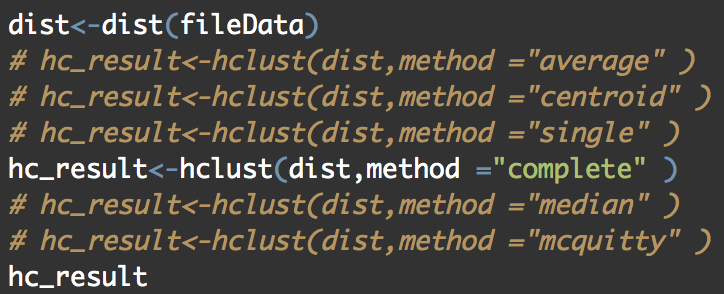 dist<-dist(fileData)
# hc_result<-hclust(dist,method ="average" )
# hc_result<-hclust(dist,method ="centroid" )
# hc_result<-hclust(dist,method ="single" )
hc_result<-hclust(dist,method ="complete" )
# hc_result<-hclust(dist,method ="median" )
# hc_result<-hclust(dist,method ="mcquitty" )
hc_result